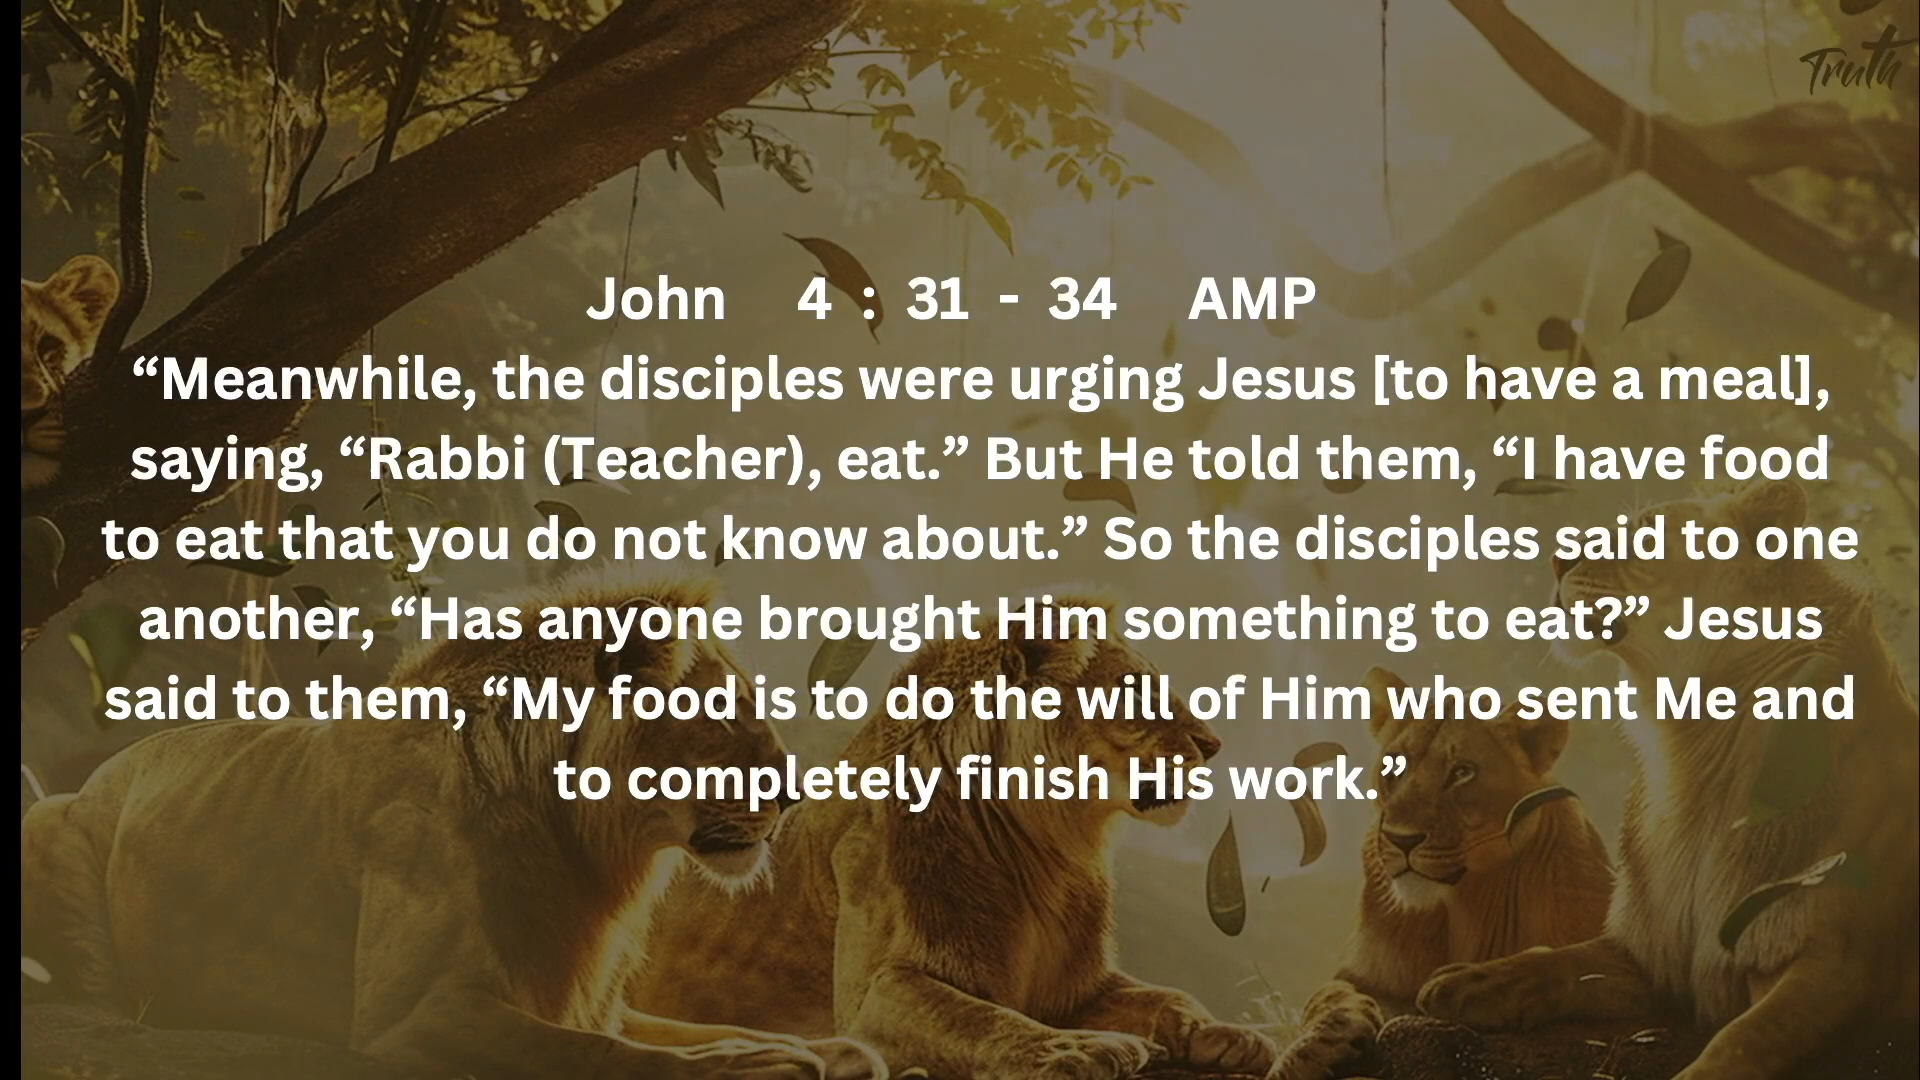 Truth
John 4 : 31 - 34 AMP
“Meanwhile, the disciples were urging Jesus [to have a meal],
saying, “Rabbi (Teacher), eat.” But He told them, “I have food
to eat that you do not know about.” So the disciples said to one
another, “Has anyone brought Him something to eat?” Jesus
said to them, “My food is to do the will of Him who sent Me and
to completely finish His work.”